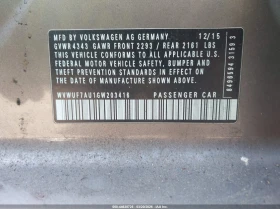 MFD BY VOLKSWAGEN AG GERMANY 12/15
GVWR 4343 GAWR FRONT 2293 / REAR 2161 LBS
THIS VEHICLE CONFORMS TO ALL APPLICABLE U.S.
FEDERAL MOTOR VEHICLE SAFETY, BUMPER, AND
THEFT PREVENTION STANDARDS IN EFFECT ON THE
DATE OF MANUFACTURE SHOWN ABOVE.
PASSENGER CAR